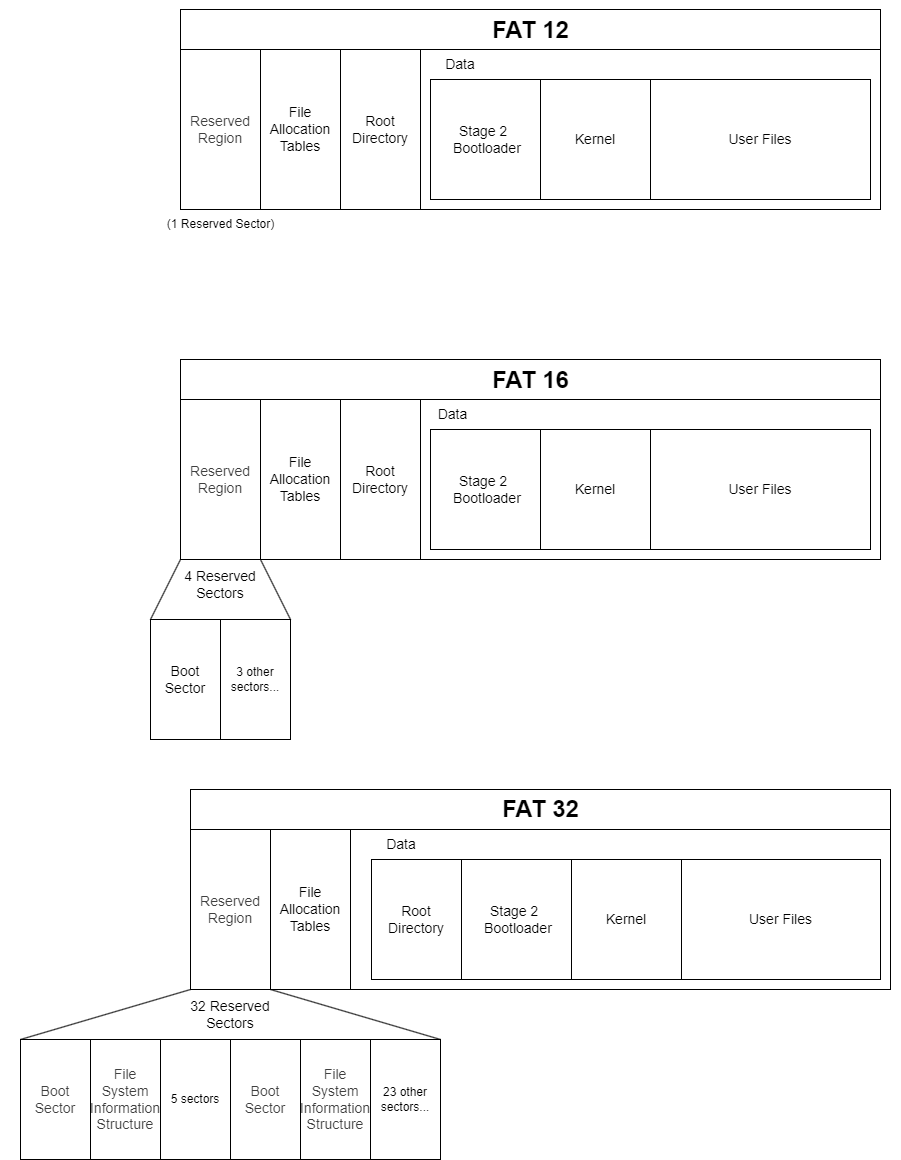 FAT 12
Reserved
Region
File
Allocation
Tables
Root
Directory
Data
Stage 2
Bootloader
Kernel
User Files
(1 Reserved Sector)
FAT 16
Reserved
Region
File
Allocation
Tables
Root
Directory
Data
Stage 2
Bootloader
Kernel
User Files
4 Reserved
Sectors
Boot
Sector
3 other
sectors...
FAT 32
Reserved
Region
File
Allocation
Tables
Data
Root
Directory
Stage 2
Bootloader
Kernel
User Files
32 Reserved
Sectors
Boot
Sector
File
System
Information
Structure
5 sectors
Boot
Sector
File
System
Information
Structure
23 other
sectors...